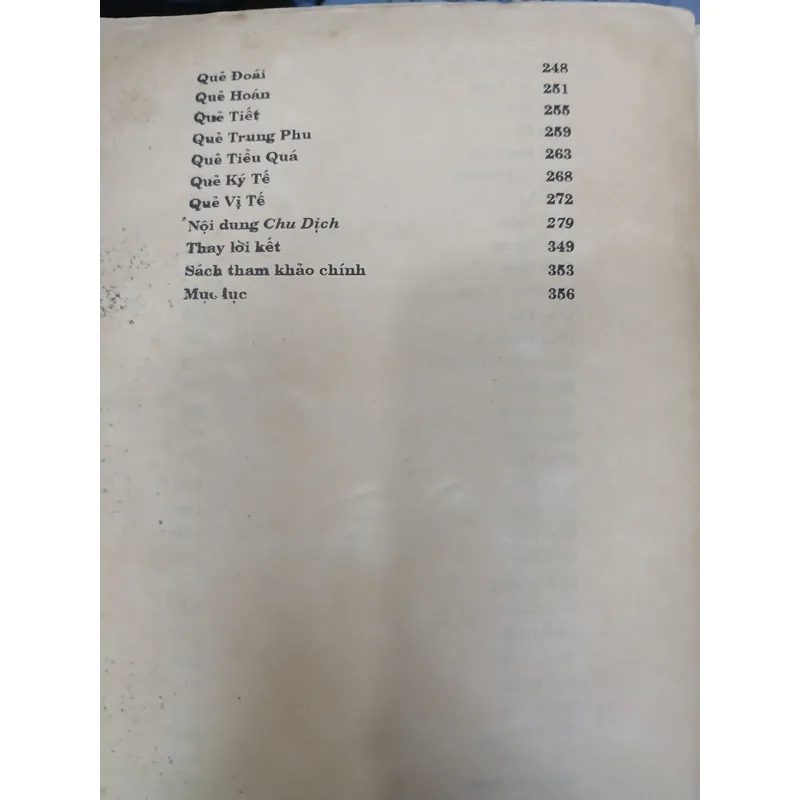 Quẻ Đoái 248
Quẻ Hoán 251
Quẻ Tiết 255
Quẻ Trung Phu 259
Quẻ Tiểu Quá 263
Quẻ Ký Tế 268
Quẻ Vị Tế 272
Nội dung Chu Dịch 279
Thay lời kết 349
Sách tham khảo chính 353
Mục lục 356